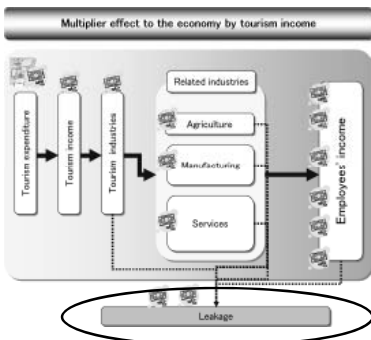 Multiplier effect to the economy by tourism income
Tourism expenditure
Tourism income
Tourism industries
Related industries
Agriculture
Manufacturing
Services
Employees' income
Leakage